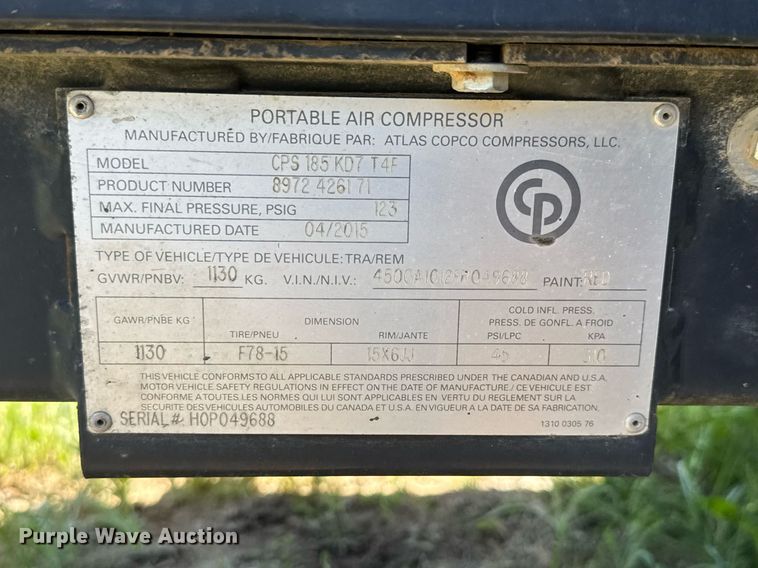 PORTABLE AIR COMPRESSOR
MANUFACTURED BY/FABRIQUE PAR: ATLAS COPCO COMPRESSORS, LLC.
MODEL CPS 185 KD7 T4F
PRODUCT NUMBER 8972 4261 71
MAX. FINAL PRESSURE, PSIG 123
MANUFACTURED DATE 04/2015
CP
TYPE OF VEHICLE/TYPE DE VEHICULE: TRA/REM
GVWR/PNBV: 1130 KG. V.I.N./N.I.V.: PAINT: RED
GAWR/PNBE KG DIMENSION COLD INFL. PRESS.
PRESS. DE GONFL. A FROID
TIRE/PNEU RIM/JANTE PSI/LPC KPA
1130 F78-15 15X6JJ 45
THIS VEHICLE CONFORMS TO ALL APPLICABLE STANDARDS PRESCRIBED UNDER THE CANADIAN AND U.S.A.
MOTOR VEHICLE SAFETY REGULATIONS IN EFFECT ON THE DATE OF MANUFACTURE./ CE VEHICULE EST
CONFORME A TOUTES LES NORMES QUI LUI SONT APPLICABLES EN VERTU DU REGLEMENT SUR LA
SECURITE DES VEHICULES AUTOMOBILES DU CANADA ET U.S.A. EN VIGUEUR A LA DATE DE SA FABRICATION.
SERIAL# HOP049688
1310 0305 76
Purple Wave Auction